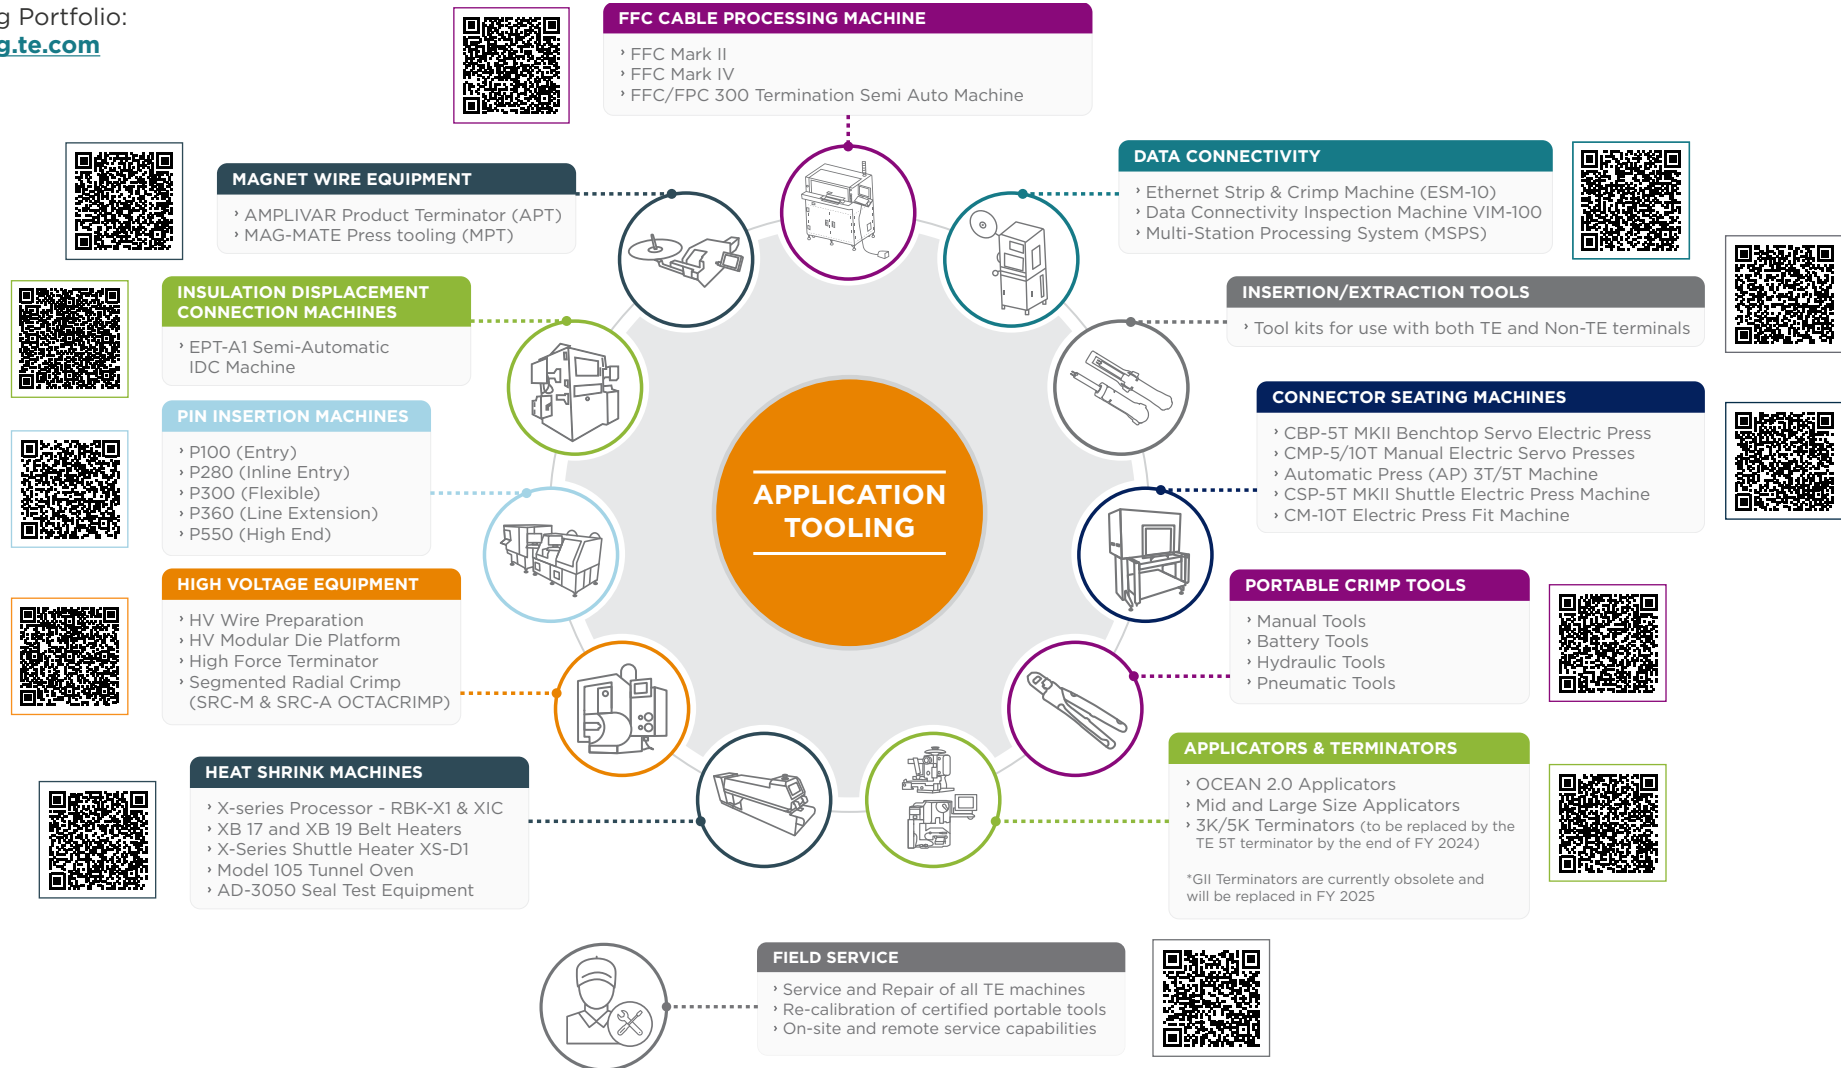 g Portfolio:
g.te.com
FFC CABLE PROCESSING MACHINE
› FFC Mark II
› FFC Mark IV
› FFC/FPC 300 Termination Semi Auto Machine
MAGNET WIRE EQUIPMENT
› AMPLIVAR Product Terminator (APT)
› MAG-MATE Press tooling (MPT)
DATA CONNECTIVITY
› Ethernet Strip & Crimp Machine (ESM-10)
› Data Connectivity Inspection Machine VIM-100
› Multi-Station Processing System (MSPS)
INSULATION DISPLACEMENT
CONNECTION MACHINES
› EPT-A1 Semi-Automatic
IDC Machine
INSERTION/EXTRACTION TOOLS
› Tool kits for use with both TE and Non-TE terminals
PIN INSERTION MACHINES
› P100 (Entry)
› P280 (Inline Entry)
› P300 (Flexible)
› P360 (Line Extension)
› P550 (High End)
CONNECTOR SEATING MACHINES
› CBP-5T MKII Benchtop Servo Electric Press
› CMP-5/10T Manual Electric Servo Presses
› Automatic Press (AP) 3T/5T Machine
› CSP-5T MKII Shuttle Electric Press Machine
› CM-10T Electric Press Fit Machine
APPLICATION
TOOLING
HIGH VOLTAGE EQUIPMENT
› HV Wire Preparation
› HV Modular Die Platform
› High Force Terminator
› Segmented Radial Crimp
(SRC-M & SRC-A OCTACRIMP)
PORTABLE CRIMP TOOLS
› Manual Tools
› Battery Tools
› Hydraulic Tools
› Pneumatic Tools
HEAT SHRINK MACHINES
› X-series Processor - RBK-X1 & XIC
› XB 17 and XB 19 Belt Heaters
› X-Series Shuttle Heater XS-D1
› Model 105 Tunnel Oven
› AD-3050 Seal Test Equipment
APPLICATORS & TERMINATORS
› OCEAN 2.0 Applicators
› Mid and Large Size Applicators
› 3K/5K Terminators (to be replaced by the
TE 5T terminator by the end of FY 2024)
*GII Terminators are currently obsolete and
will be replaced in FY 2025
FIELD SERVICE
› Service and Repair of all TE machines
› Re-calibration of certified portable tools
› On-site and remote service capabilities